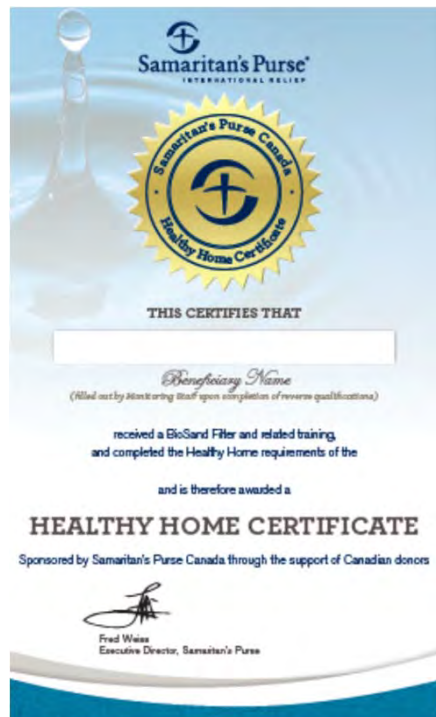 Samaritan's Purse®
INTERNATIONAL RELIEF
Samaritan's Purse Canada
Healthy Home Certificate
THIS CERTIFIES THAT
Beneficiary Name
(filled out by Monitoring Staff upon completion of reverse qualifications)
received a BioSand Filter and related training,
and completed the Healthy Home requirements of the
and is therefore awarded a
HEALTHY HOME CERTIFICATE
Sponsored by Samaritan's Purse Canada through the support of Canadian donors
Fred Weiss
Executive Director, Samaritan's Purse